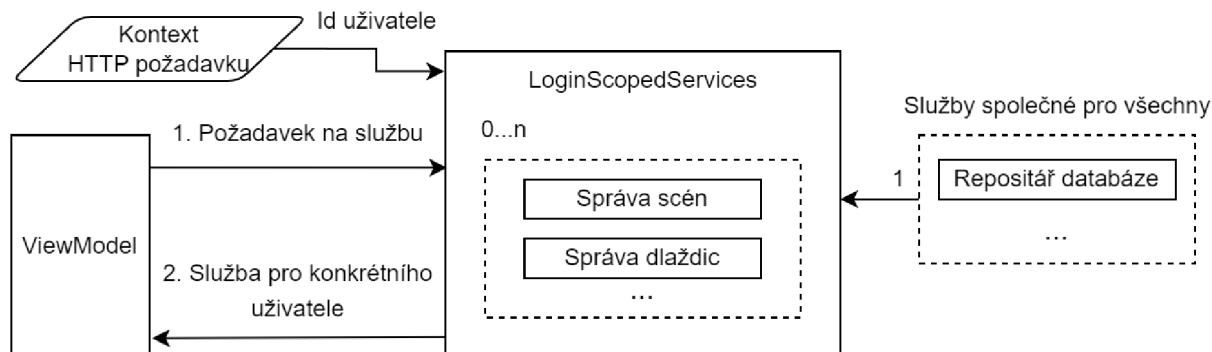 Id uživatele
Kontext
HTTP požadavku
LoginScopedServices
Služby společné pro všechny
1. Požadavek na službu
0...n
1
Repositář databáze
Správa scén
ViewModel
...
Správa dlaždic
2. Služba pro konkrétního
uživatele
...